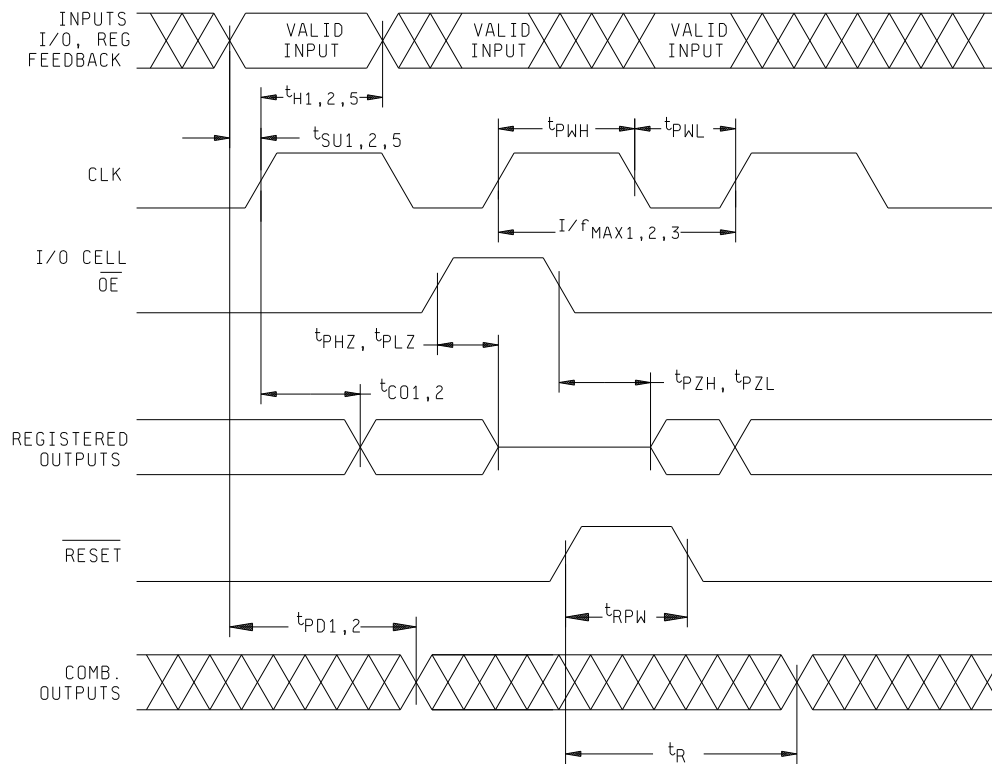 INPUTS
I/O, REG
FEEDBACK
VALID
INPUT
VALID
INPUT
VALID
INPUT
tH1,2,5
tSU1,2,5
tPWH
tPWL
CLK
I/fMAX1,2,3
I/O CELL
OE
tPHZ, tPLZ
tPZH, tPZL
tCO1,2
REGISTERED
OUTPUTS
RESET
tRPW
tPD1,2
COMB.
OUTPUTS
tR